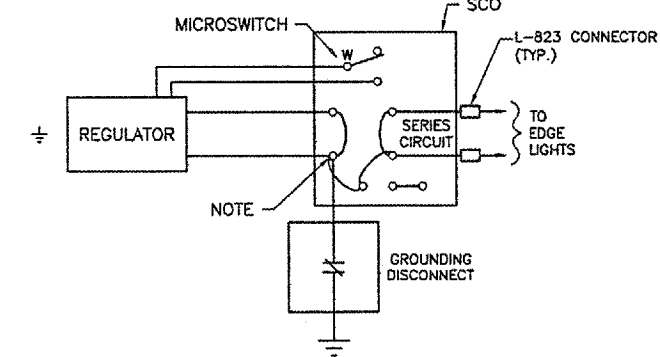 SCO
MICROSWITCH
L-823 CONNECTOR
(TYP.)
W
REGULATOR
SERIES
CIRCUIT
TO
EDGE
LIGHTS
NOTE
GROUNDING
DISCONNECT